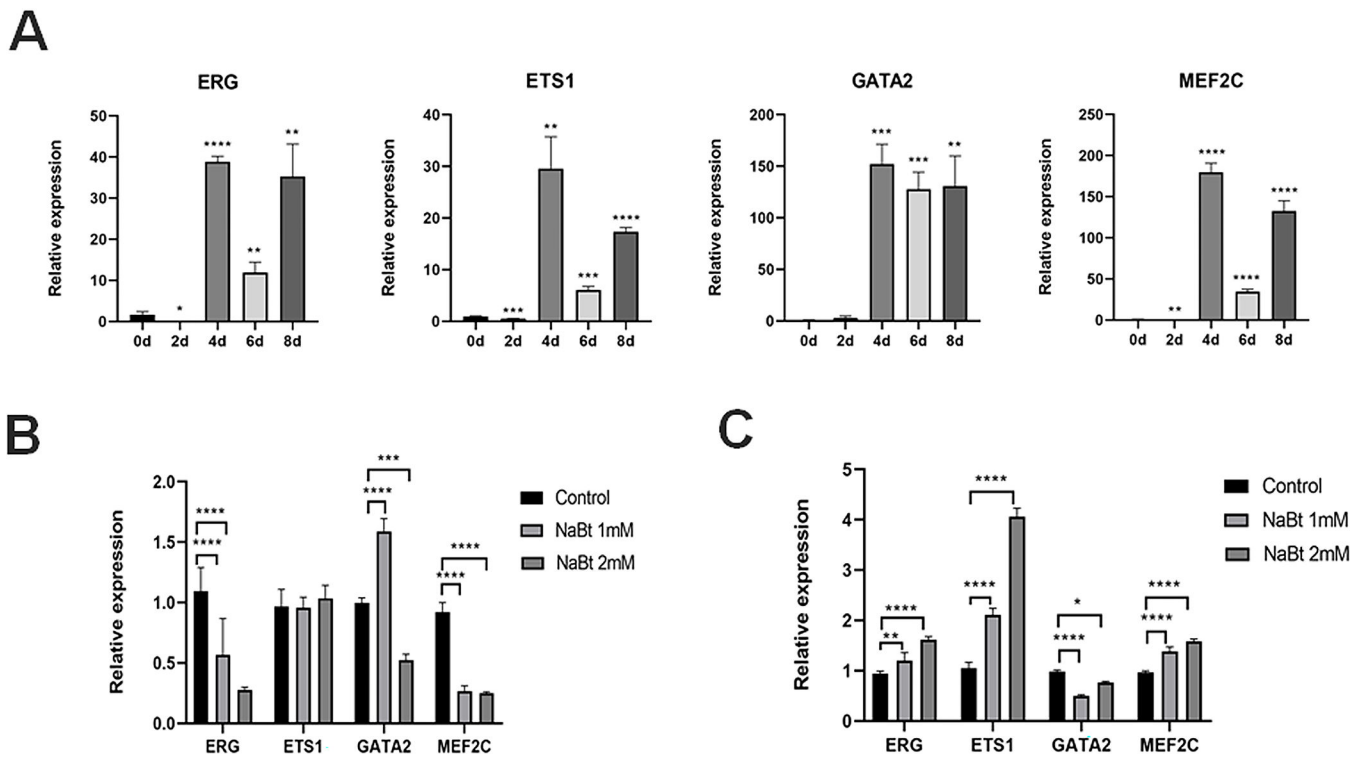 A
ERG
ETS1
GATA2
MEF2C
Relative expression
50
40
30
20
10
0
****
**
**
*
0d 2d 4d 6d 8d
Relative expression
40
30
20
10
0
**
****
***
***
0d 2d 4d 6d 8d
Relative expression
200
150
100
50
0
***
***
**
0d 2d 4d 6d 8d
Relative expression
250
200
150
100
50
0
****
****
****
**
0d 2d 4d 6d 8d
B
Relative expression
2.0
1.5
1.0
0.5
0.0
****
****
***
****
****
****
ERG ETS1 GATA2 MEF2C
Control
NaBt 1mM
NaBt 2mM
C
Relative expression
5
4
3
2
1
0
****
**
****
****
*
****
****
****
ERG ETS1 GATA2 MEF2C
Control
NaBt 1mM
NaBt 2mM